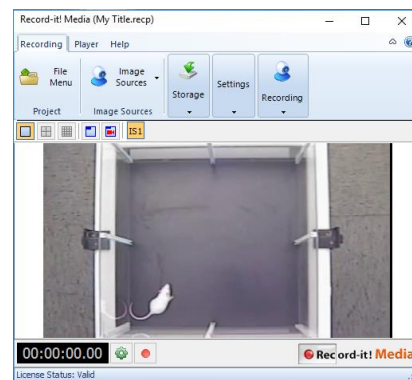 Record-it! Media (My Title.recp)
Recording Player Help
File Menu
Image Sources
Storage
Settings
Recording
Project
Image Sources
IS1
00:00:00.00
Record-it! Media
License Status: Valid